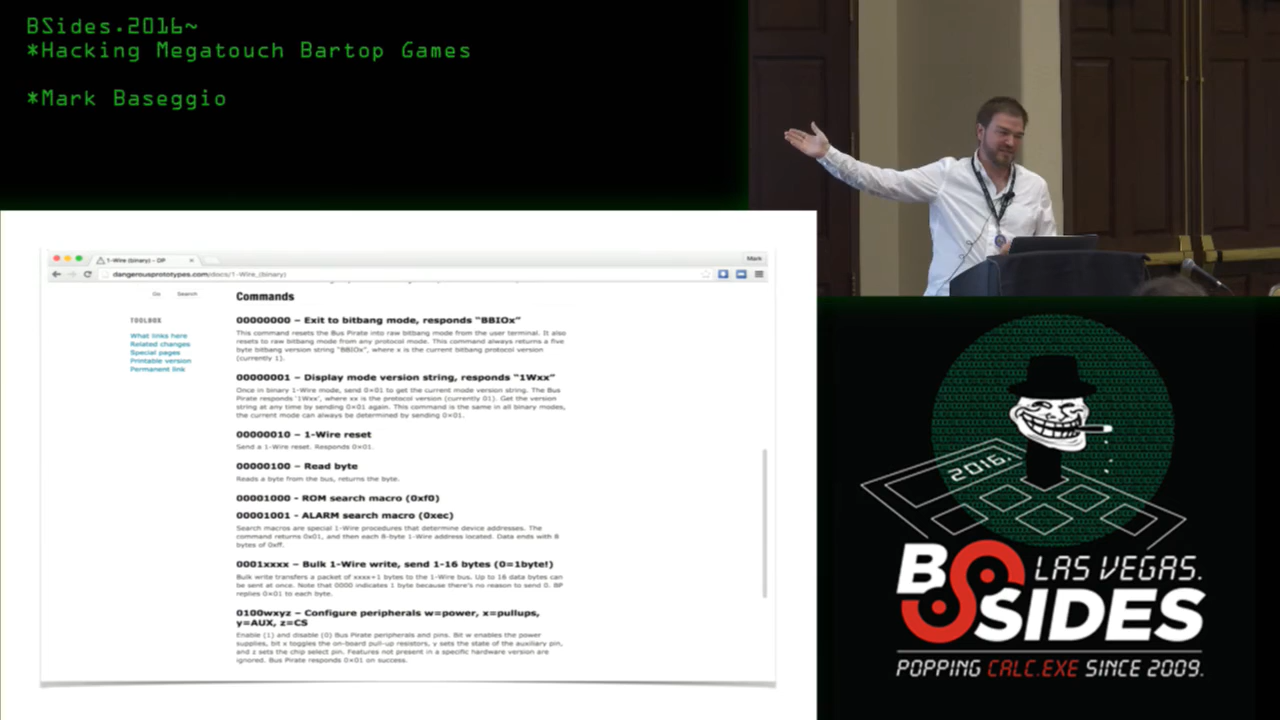 BSides.2016~
*Hacking Megatouch Bartop Games
*Mark Baseggio
1-Wire (binary) – DP
Mark
dangerousprototypes.com/docs/1-Wire_(binary)
Go Search
TOOLBOX
What links here
Related changes
Special pages
Printable version
Permanent link
Commands
00000000 – Exit to bitbang mode, responds "BBIOx"
This command resets the Bus Pirate into raw bitbang mode from the user terminal. It also
resets to raw bitbang mode from any protocol mode. This command always returns a five
byte bitbang version string "BBIOx", where x is the current bitbang protocol version
(currently 1).
00000001 – Display mode version string, responds "1Wxx"
Once in binary 1-Wire mode, send 0×01 to get the current mode version string. The Bus
Pirate responds '1Wxx', where xx is the protocol version (currently 01). Get the version
string at any time by sending 0×01 again. This command is the same in all binary modes,
the current mode can always be determined by sending 0×01.
00000010 – 1-Wire reset
Send a 1-Wire reset. Responds 0×01.
00000100 – Read byte
Reads a byte from the bus, returns the byte.
00001000 - ROM search macro (0xf0)
00001001 - ALARM search macro (0xec)
Search macros are special 1-Wire procedures that determine device addresses. The
command returns 0x01, and then each 8-byte 1-Wire address located. Data ends with 8
bytes of 0xff.
0001xxxx – Bulk 1-Wire write, send 1-16 bytes (0=1byte!)
Bulk write transfers a packet of xxxx+1 bytes to the 1-Wire bus. Up to 16 data bytes can
be sent at once. Note that 0000 indicates 1 byte because there's no reason to send 0. BP
replies 0×01 to each byte.
0100wxyz – Configure peripherals w=power, x=pullups,
y=AUX, z=CS
Enable (1) and disable (0) Bus Pirate peripherals and pins. Bit w enables the power
supplies, bit x toggles the on-board pull-up resistors, y sets the state of the auxiliary pin,
and z sets the chip select pin. Features not present in a specific hardware version are
ignored. Bus Pirate responds 0×01 on success.
2016.
BSIDES
LAS VEGAS.
POPPING CALC.EXE SINCE 2009.